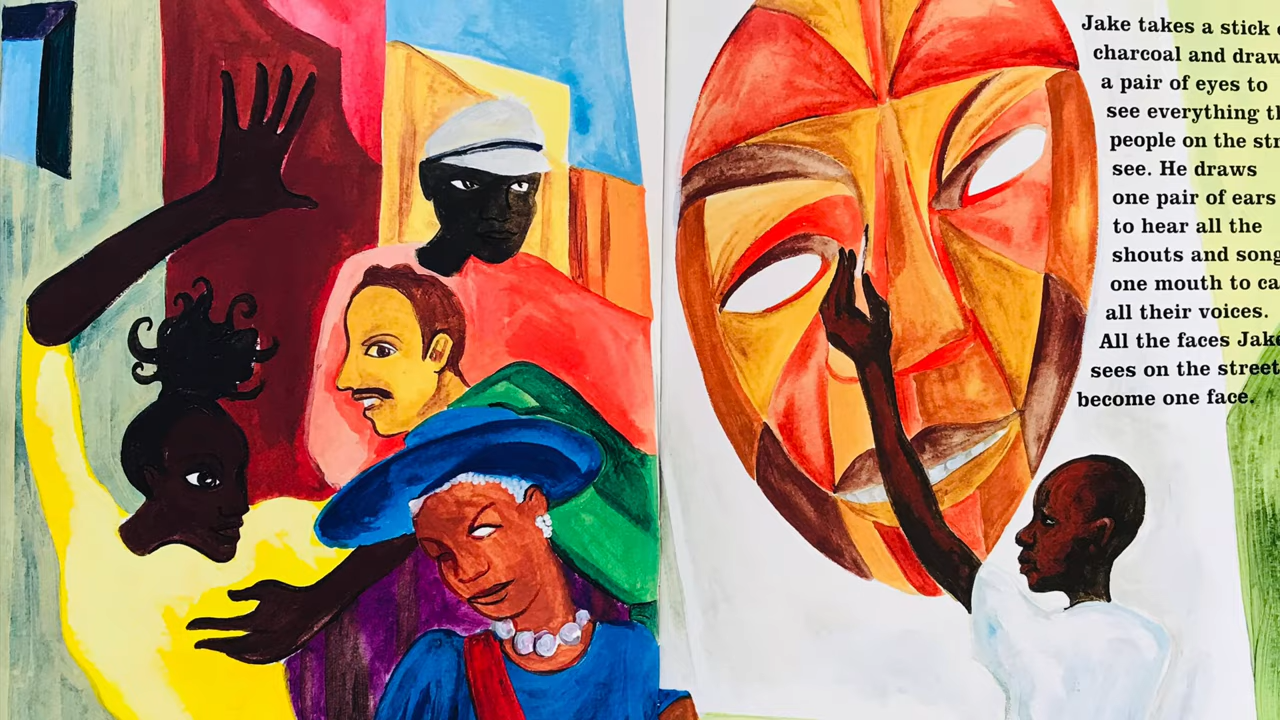 Jake takes a stick
charcoal and draw
a pair of eyes to
see everything
people on the
see. He draws
one pair of ears
to hear all the
shouts and song
one mouth to
all their voices.
All the faces Jake
sees on the street
become one face.